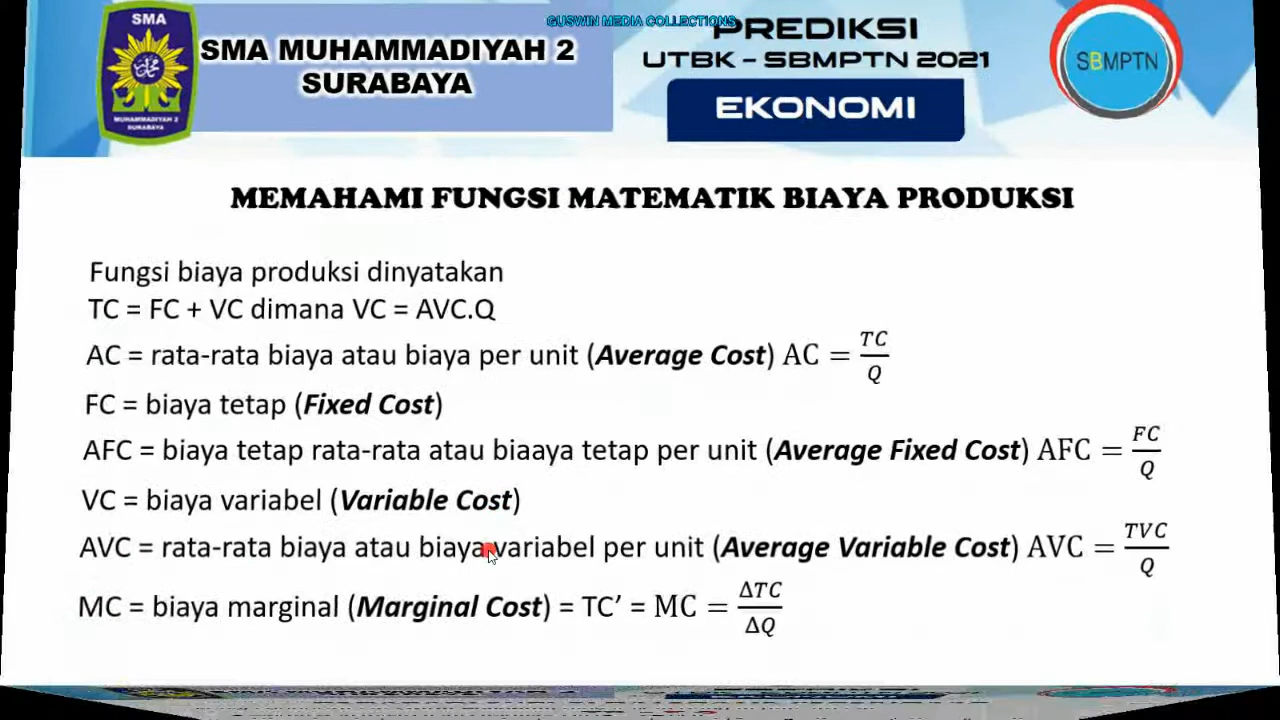 GUSWIN MEDIA COLLECTIONS
SMA
MUHAMMADIYAH 2
SURABAYA
SMA MUHAMMADIYAH 2
SURABAYA
PREDIKSI
UTBK - SBMPTN 2021
EKONOMI
SBMPTN
MEMAHAMI FUNGSI MATEMATIK BIAYA PRODUKSI
Fungsi biaya produksi dinyatakan
TC = FC + VC dimana VC = AVC.Q
AC = rata-rata biaya atau biaya per unit (Average Cost) AC = TC/Q
FC = biaya tetap (Fixed Cost)
AFC = biaya tetap rata-rata atau biaaya tetap per unit (Average Fixed Cost) AFC = FC/Q
VC = biaya variabel (Variable Cost)
AVC = rata-rata biaya atau biaya variabel per unit (Average Variable Cost) AVC = TVC/Q
MC = biaya marginal (Marginal Cost) = TC’ = MC = ΔTC/ΔQ